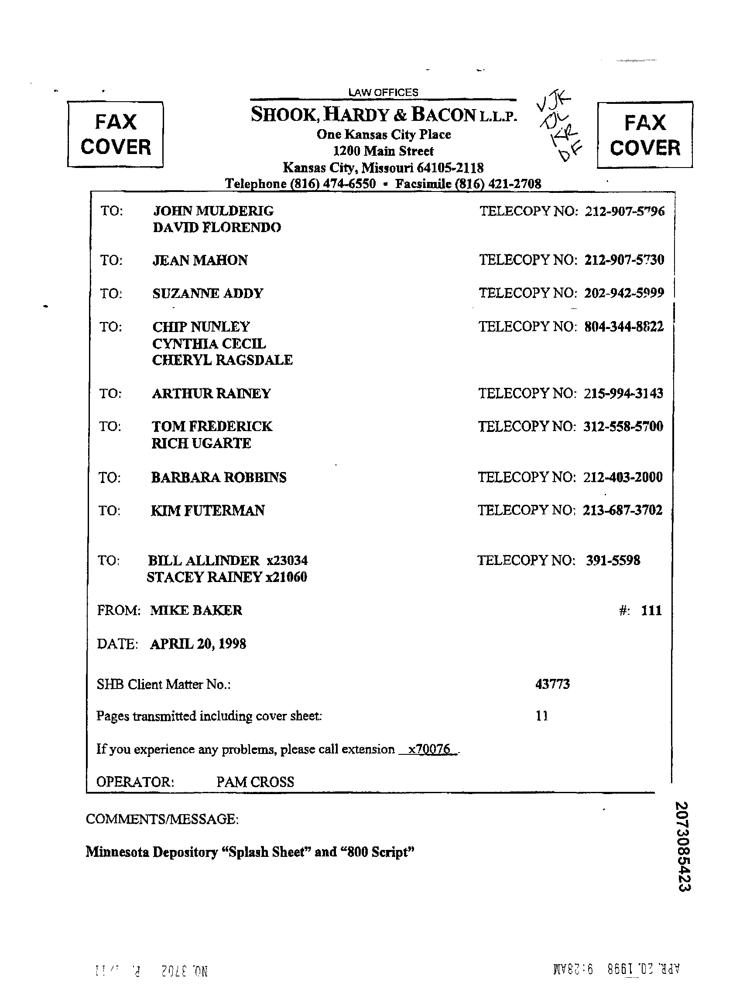 LAW OFFICES
FAX COVER
SHOOK, HARDY & BACON L.L.P.
One Kansas City Place
1200 Main Street
Kansas City, Missouri 64105-2118
Telephone (816) 474-6550 • Facsimile (816) 421-2708
VJK
KR
DF
FAX COVER
TO: JOHN MULDERIG TELECOPY NO: 212-907-5796
DAVID FLORENDO
TO: JEAN MAHON TELECOPY NO: 212-907-5730
TO: SUZANNE ADDY TELECOPY NO: 202-942-5999
TO: CHIP NUNLEY TELECOPY NO: 804-344-8822
CYNTHIA CECIL
CHERYL RAGSDALE
TO: ARTHUR RAINEY TELECOPY NO: 215-994-3143
TO: TOM FREDERICK TELECOPY NO: 312-558-5700
RICH UGARTE
TO: BARBARA ROBBINS TELECOPY NO: 212-403-2000
TO: KIM FUTERMAN TELECOPY NO: 213-687-3702
TO: BILL ALLINDER x23034 TELECOPY NO: 391-5598
STACEY RAINEY x21060
FROM: MIKE BAKER #: 111
DATE: APRIL 20, 1998
SHB Client Matter No.: 43773
Pages transmitted including cover sheet: 11
If you experience any problems, please call extension x70076.
OPERATOR: PAM CROSS
COMMENTS/MESSAGE:
Minnesota Depository "Splash Sheet" and "800 Script"
2073085423
APR. 20. 1998 9:28AM
NO. 3702 P.